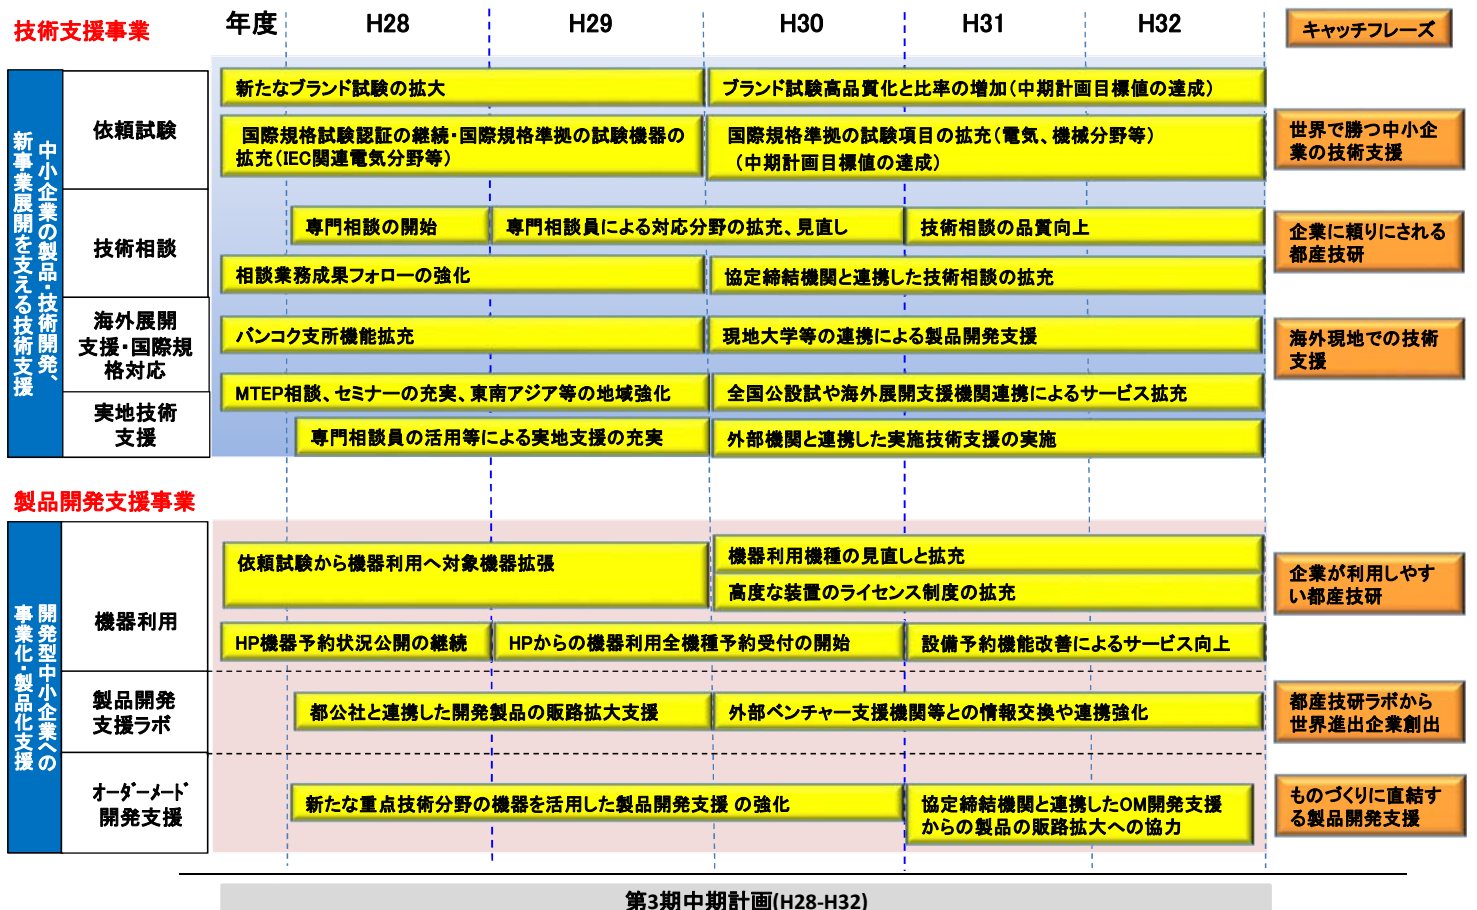 技術支援事業
年度 H28 H29 H30 H31 H32
キャッチフレーズ
中小企業の製品・技術開発、
新事業展開を支える技術支援
依頼試験
新たなブランド試験の拡大
ブランド試験高品質化と比率の増加(中期計画目標値の達成)
国際規格試験認証の継続・国際規格準拠の試験機器の
拡充(IEC関連電気分野等)
国際規格準拠の試験項目の拡充(電気、機械分野等)
(中期計画目標値の達成)
世界で勝つ中小企
業の技術支援
技術相談
専門相談の開始
専門相談員による対応分野の拡充、見直し
技術相談の品質向上
相談業務成果フォローの強化
協定締結機関と連携した技術相談の拡充
企業に頼りにされる
都産技研
海外展開
支援・国際規
格対応
バンコク支所機能拡充
現地大学等の連携による製品開発支援
MTEP相談、セミナーの充実、東南アジア等の地域強化
全国公設試や海外展開支援機関連携によるサービス拡充
海外現地での技術
支援
実地技術
支援
専門相談員の活用等による実地支援の充実
外部機関と連携した実施技術支援の実施
製品開発支援事業
開発型中小企業への
事業化・製品化支援
機器利用
依頼試験から機器利用へ対象機器拡張
機器利用機種の見直しと拡充
高度な装置のライセンス制度の拡充
HP機器予約状況公開の継続
HPからの機器利用全機種予約受付の開始
設備予約機能改善によるサービス向上
企業が利用しやす
い都産技研
製品開発
支援ラボ
都公社と連携した開発製品の販路拡大支援
外部ベンチャー支援機関等との情報交換や連携強化
都産技研ラボから
世界進出企業創出
オーダーメード
開発支援
新たな重点技術分野の機器を活用した製品開発支援 の強化
協定締結機関と連携したOM開発支援
からの製品の販路拡大への協力
ものづくりに直結す
る製品開発支援
第3期中期計画(H28-H32)